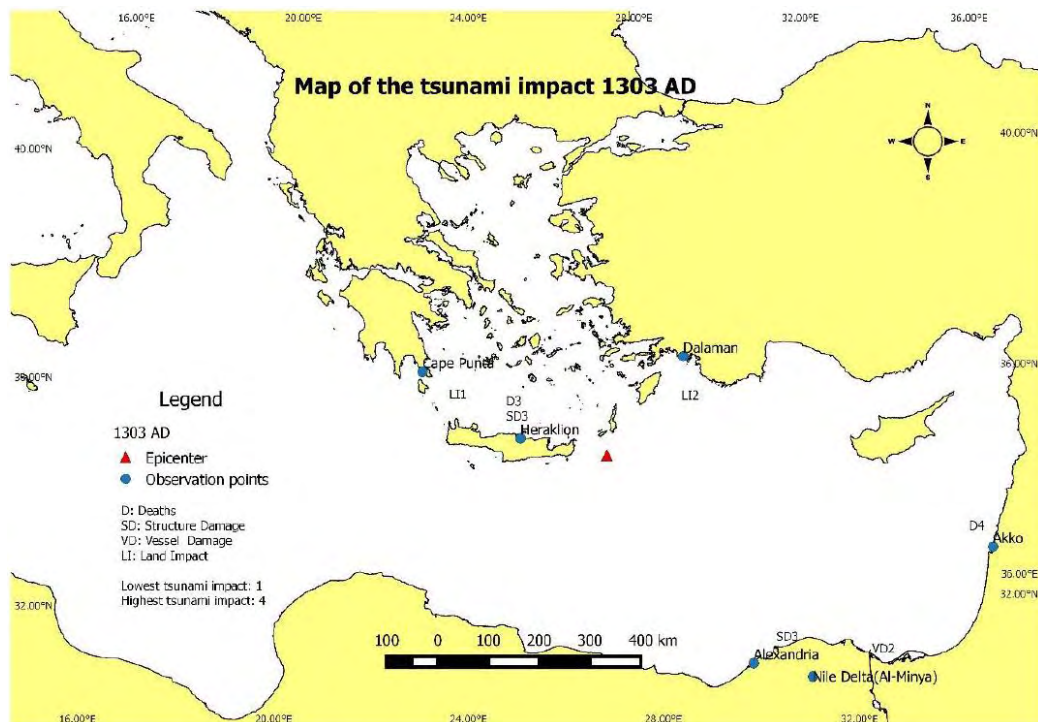 16.00°E 20.00°E 24.00°E 28.00°E 32.00°E 36.00°E
Map of the tsunami impact 1303 AD
N
W E
S
40.00°N
40.00°N
Dalaman
Cape Punta
36.00°N
36.00°N
LI1
LI2
D3
SD3
Heraklion
Legend
1303 AD
Epicenter
Observation points
D: Deaths
SD: Structure Damage
VD: Vessel Damage
LI: Land Impact
Lowest tsunami impact: 1
Highest tsunami impact: 4
D4
Akko
36.00°E
32.00°N
32.00°N
100 0 100 200 300 400 km
SD3
VD2
Alexandria
Nile Delta(Al-Minya)
16.00°E 20.00°E 24.00°E 28.00°E 32.00°E